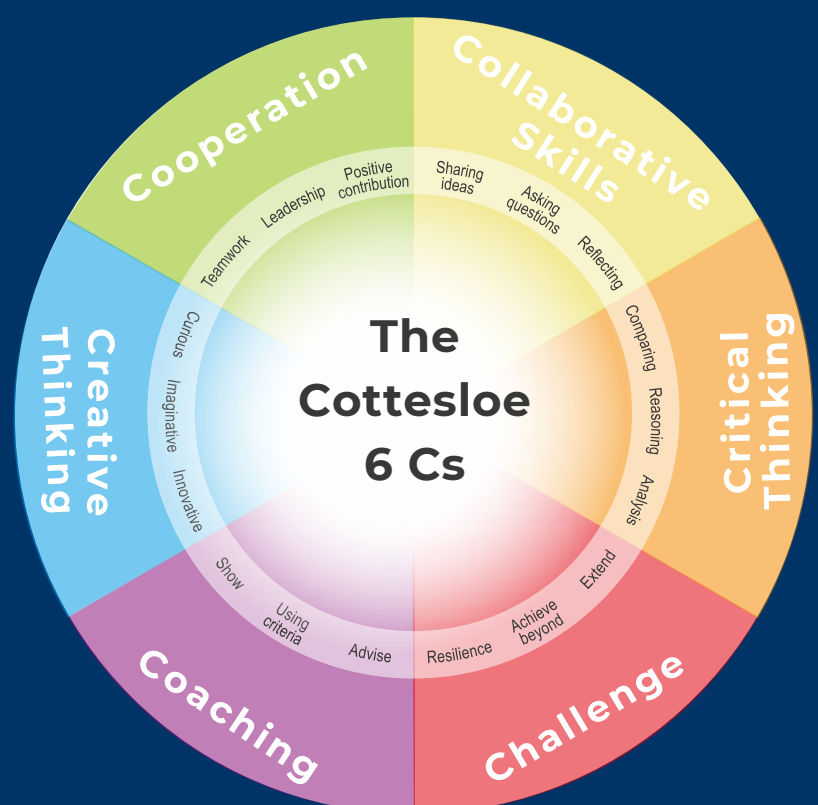 The
Cottesloe
6 Cs
Collaborative
Skills
Sharing
ideas
Asking
questions
Reflecting
Critical
Thinking
Comparing
Reasoning
Analysis
Challenge
Extend
Achieve
beyond
Resilience
Coaching
Advise
Using
criteria
Show
Creative
Thinking
Innovative
Imaginative
Curious
Cooperation
Teamwork
Leadership
Positive
contribution